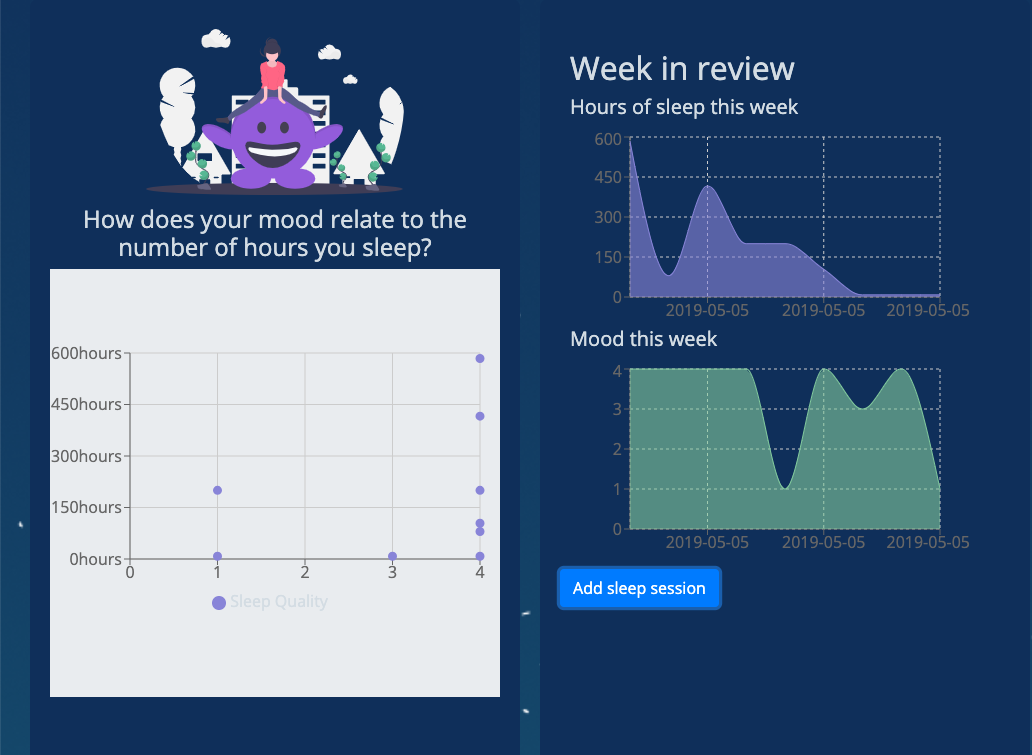 How does your mood relate to the
number of hours you sleep?
600hours
450hours
300hours
150hours
0hours
0 1 2 3 4
Sleep Quality
Week in review
Hours of sleep this week
600
450
300
150
0
2019-05-05 2019-05-05 2019-05-05
Mood this week
4
3
2
1
0
2019-05-05 2019-05-05 2019-05-05
Add sleep session